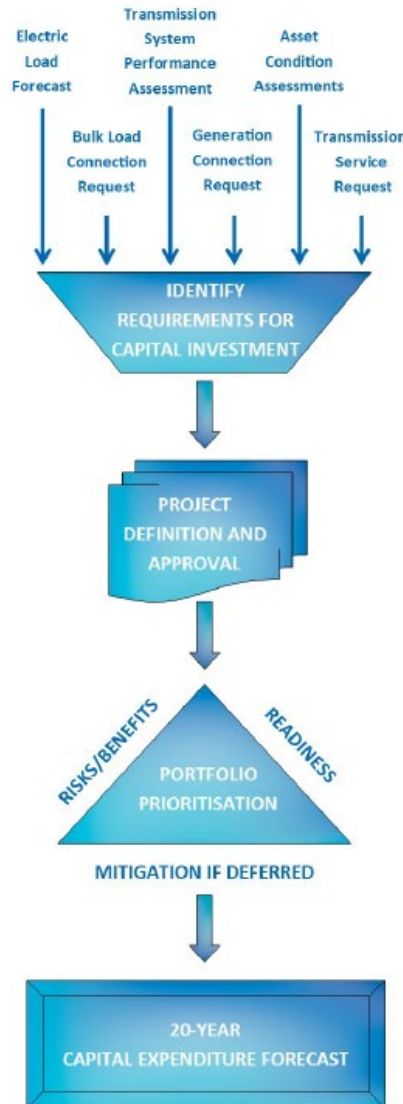 Electric
Load
Forecast
Transmission
System
Performance
Assessment
Asset
Condition
Assessments
Bulk Load
Connection
Request
Generation
Connection
Request
Transmission
Service
Request
IDENTIFY
REQUIREMENTS FOR
CAPITAL INVESTMENT
PROJECT
DEFINITION AND
APPROVAL
RISKS/BENEFITS
READINESS
PORTFOLIO
PRIORITISATION
MITIGATION IF DEFERRED
20-YEAR
CAPITAL EXPENDITURE FORECAST